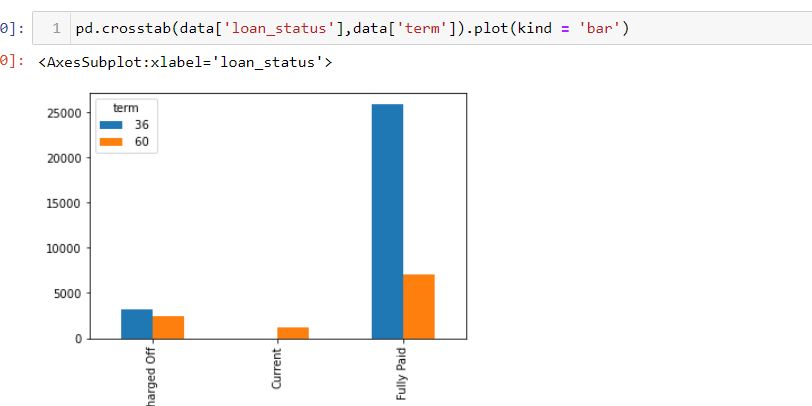 0]: 1 pd.crosstab(data['loan_status'],data['term']).plot(kind = 'bar')
0]: <AxesSubplot:xlabel='loan_status'>
term
36
60
25000
20000
15000
10000
5000
0
harged Off
Current
Fully Paid